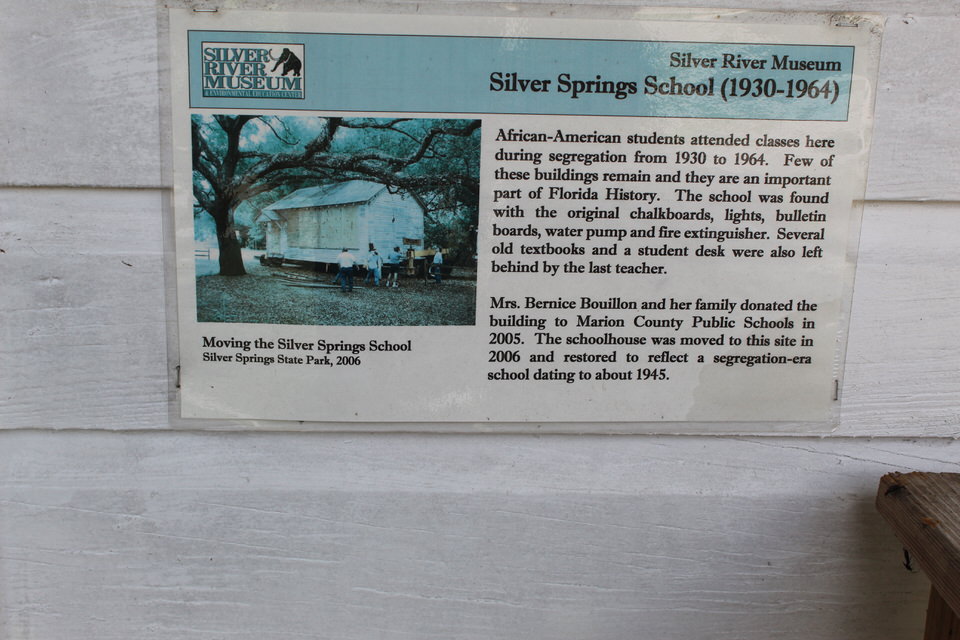 SILVER
RIVER
MUSEUM
& ENVIRONMENTAL EDUCATION CENTER
Silver River Museum
Silver Springs School (1930-1964)
African-American students attended classes here
during segregation from 1930 to 1964. Few of
these buildings remain and they are an important
part of Florida History. The school was found
with the original chalkboards, lights, bulletin
boards, water pump and fire extinguisher. Several
old textbooks and a student desk were also left
behind by the last teacher.
Mrs. Bernice Bouillon and her family donated the
building to Marion County Public Schools in
2005. The schoolhouse was moved to this site in
2006 and restored to reflect a segregation-era
school dating to about 1945.
Moving the Silver Springs School
Silver Springs State Park, 2006